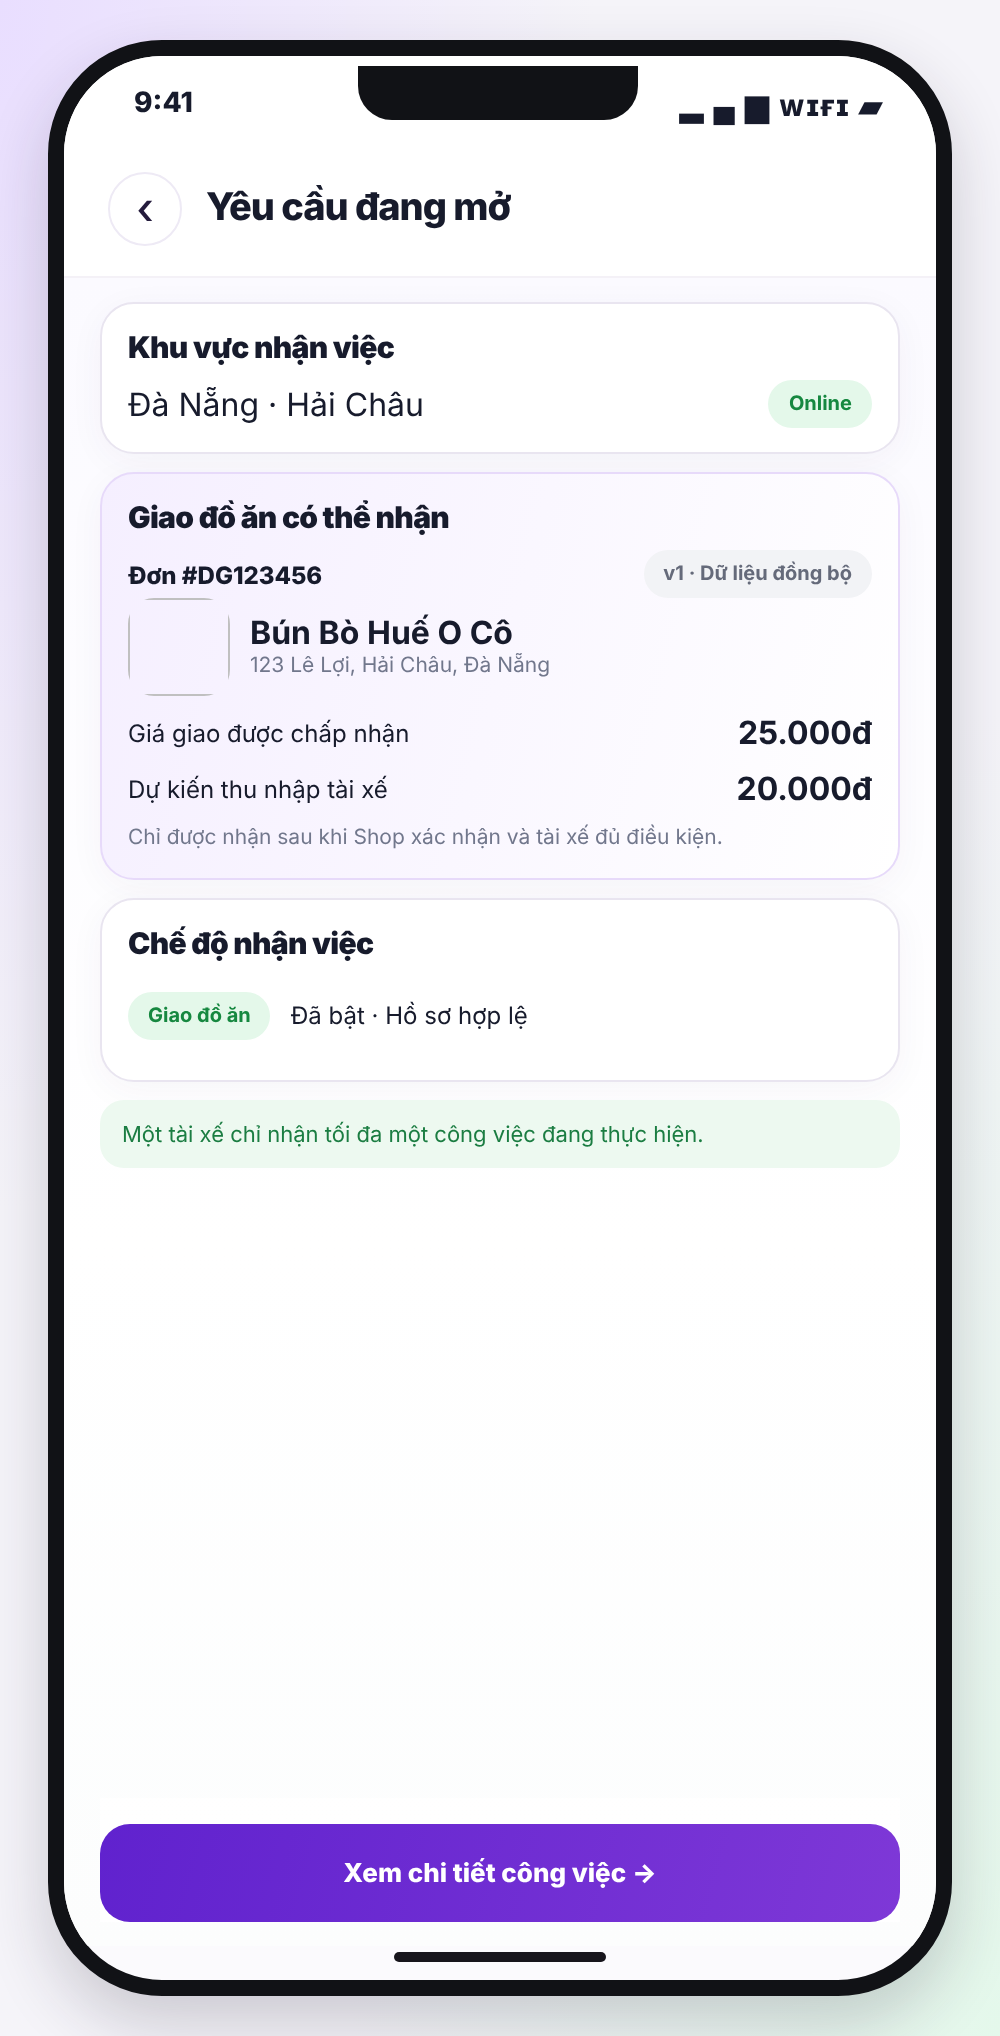 9:41
WIFI
Yêu cầu đang mở
Khu vực nhận việc
Đà Nẵng · Hải Châu
Online
Giao đồ ăn có thể nhận
Đơn #DG123456
v1 · Dữ liệu đồng bộ
Bún Bò Huế O Cô
123 Lê Lợi, Hải Châu, Đà Nẵng
Giá giao được chấp nhận
25.000đ
Dự kiến thu nhập tài xế
20.000đ
Chỉ được nhận sau khi Shop xác nhận và tài xế đủ điều kiện.
Chế độ nhận việc
Giao đồ ăn
Đã bật · Hồ sơ hợp lệ
Một tài xế chỉ nhận tối đa một công việc đang thực hiện.
Xem chi tiết công việc →